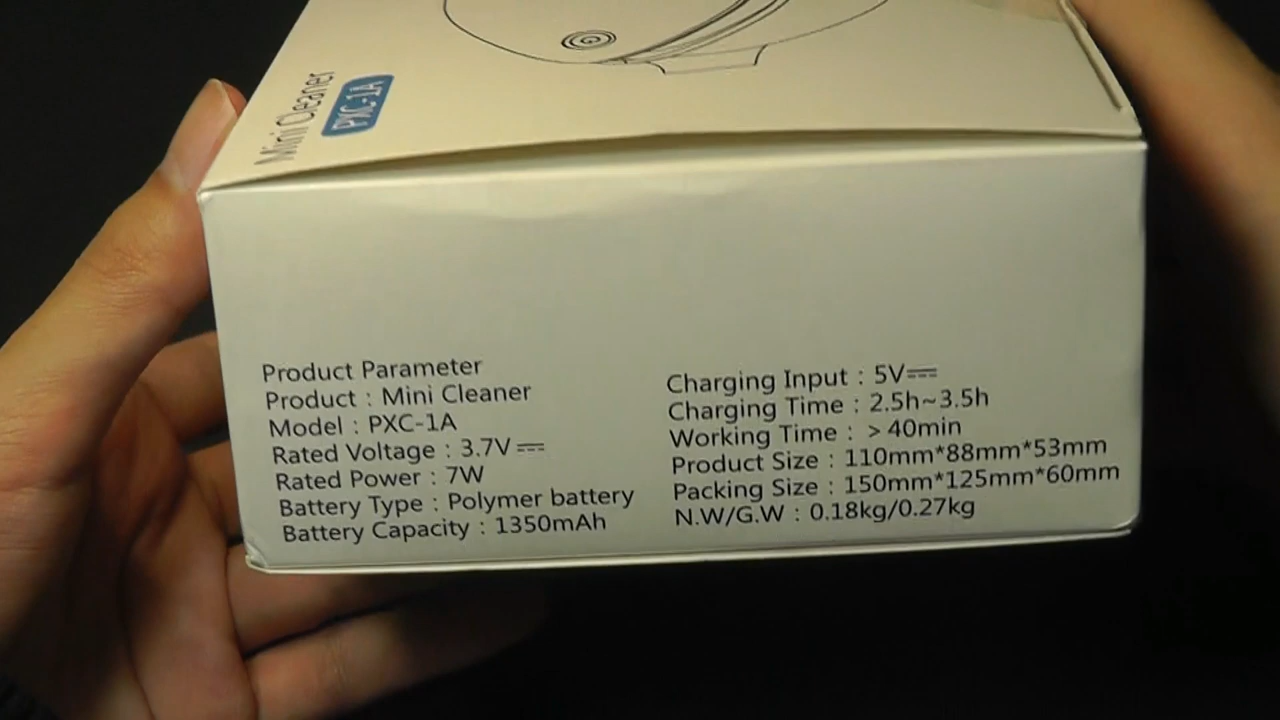 Mini Cleaner
PXC-1A
Product Parameter
Product : Mini Cleaner
Model : PXC-1A
Rated Voltage : 3.7V⎓
Rated Power : 7W
Battery Type : Polymer battery
Battery Capacity : 1350mAh
Charging Input : 5V⎓
Charging Time : 2.5h~3.5h
Working Time : >40min
Product Size : 110mm*88mm*53mm
Packing Size : 150mm*125mm*60mm
N.W/G.W : 0.18kg/0.27kg